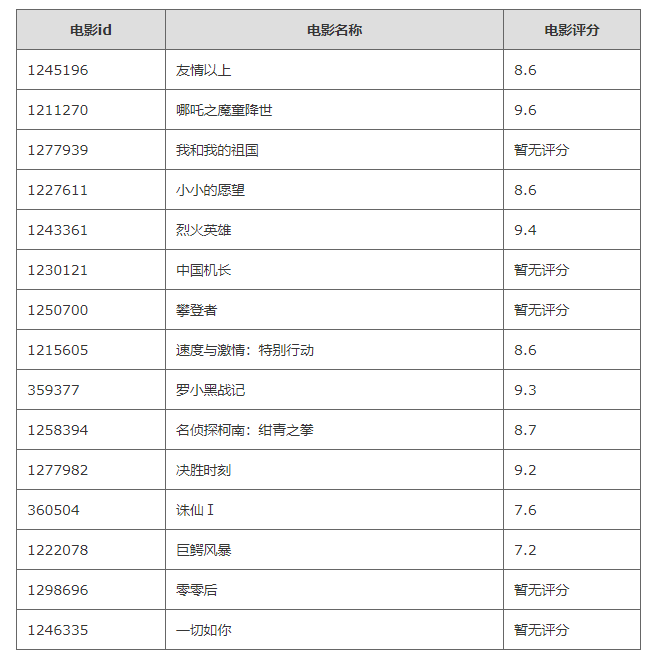 电影id 电影名称 电影评分
1245196 友情以上 8.6
1211270 哪吒之魔童降世 9.6
1277939 我和我的祖国 暂无评分
1227611 小小的愿望 8.6
1243361 烈火英雄 9.4
1230121 中国机长 暂无评分
1250700 攀登者 暂无评分
1215605 速度与激情：特别行动 8.6
359377 罗小黑战记 9.3
1258394 名侦探柯南：绀青之拳 8.7
1277982 决胜时刻 9.2
360504 诛仙Ⅰ 7.6
1222078 巨鳄风暴 7.2
1298696 零零后 暂无评分
1246335 一切如你 暂无评分